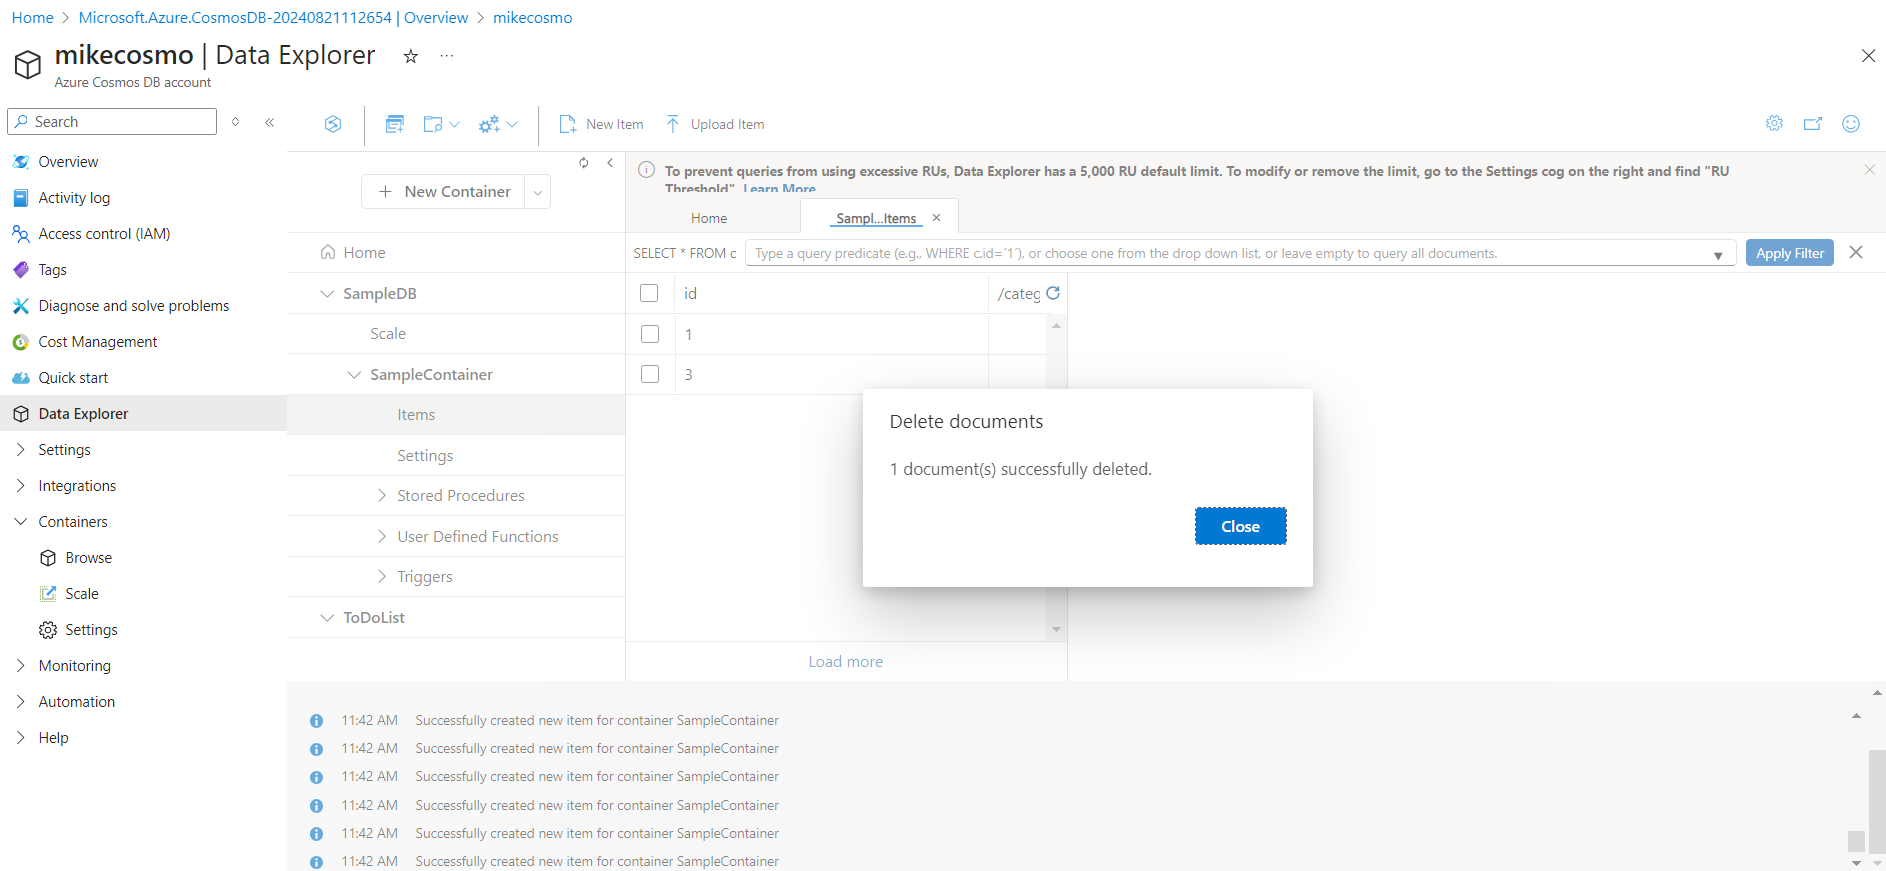 Home > Microsoft.Azure.CosmosDB-20240821112654 | Overview > mikecosmo
mikecosmo | Data Explorer
Azure Cosmos DB account
Search
New Item
Upload Item
Overview
Activity log
Access control (IAM)
Tags
Diagnose and solve problems
Cost Management
Quick start
Data Explorer
Settings
Integrations
Containers
Browse
Scale
Settings
Monitoring
Automation
Help
New Container
Home
SampleDB
Scale
SampleContainer
Items
Settings
Stored Procedures
User Defined Functions
Triggers
ToDoList
To prevent queries from using excessive RUs, Data Explorer has a 5,000 RU default limit. To modify or remove the limit, go to the Settings cog on the right and find "RU
Threshold". Learn More
Home
Sampl...Items
SELECT * FROM c
Type a query predicate (e.g., WHERE c.id=´1´), or choose one from the drop down list, or leave empty to query all documents.
Apply Filter
id
/categ
1
3
Load more
Delete documents
1 document(s) successfully deleted.
Close
11:42 AM Successfully created new item for container SampleContainer
11:42 AM Successfully created new item for container SampleContainer
11:42 AM Successfully created new item for container SampleContainer
11:42 AM Successfully created new item for container SampleContainer
11:42 AM Successfully created new item for container SampleContainer
11:42 AM Successfully created new item for container SampleContainer